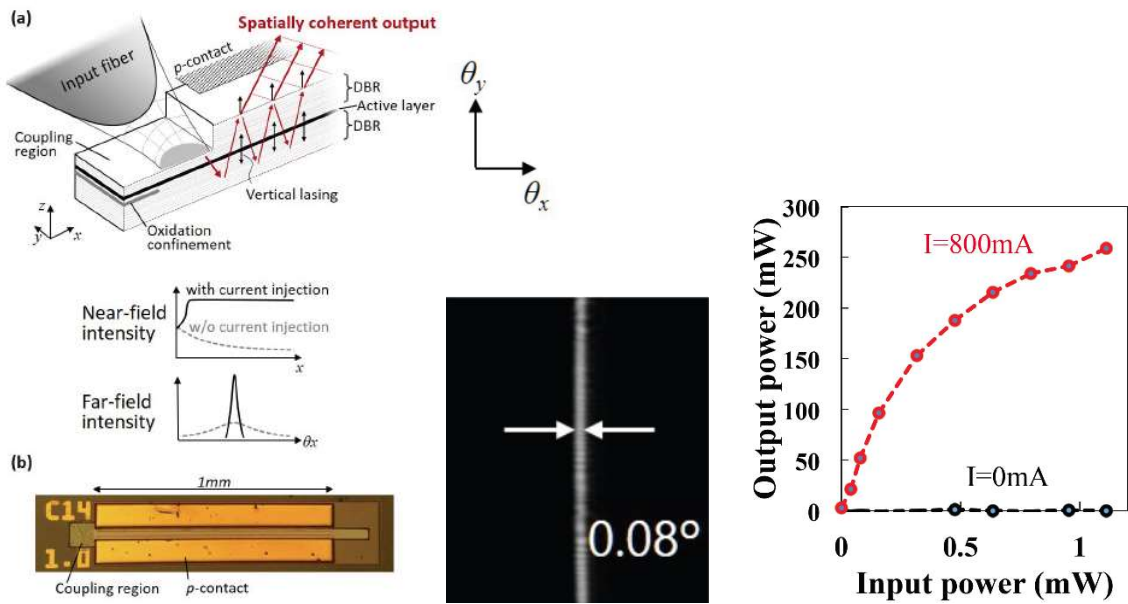 (a)
Spatially coherent output
Input fiber
p-contact
DBR
Active layer
DBR
Coupling
region
Vertical lasing
Oxidation
confinement
z
y
x
θy
θx
Near-field
intensity
with current injection
w/o current injection
x
Far-field
intensity
θx
(b)
1mm
C14
1.0
Coupling region
p-contact
0.08°
300
250
200
150
100
50
0
Output power (mW)
I=800mA
I=0mA
0
0.5
1
Input power (mW)